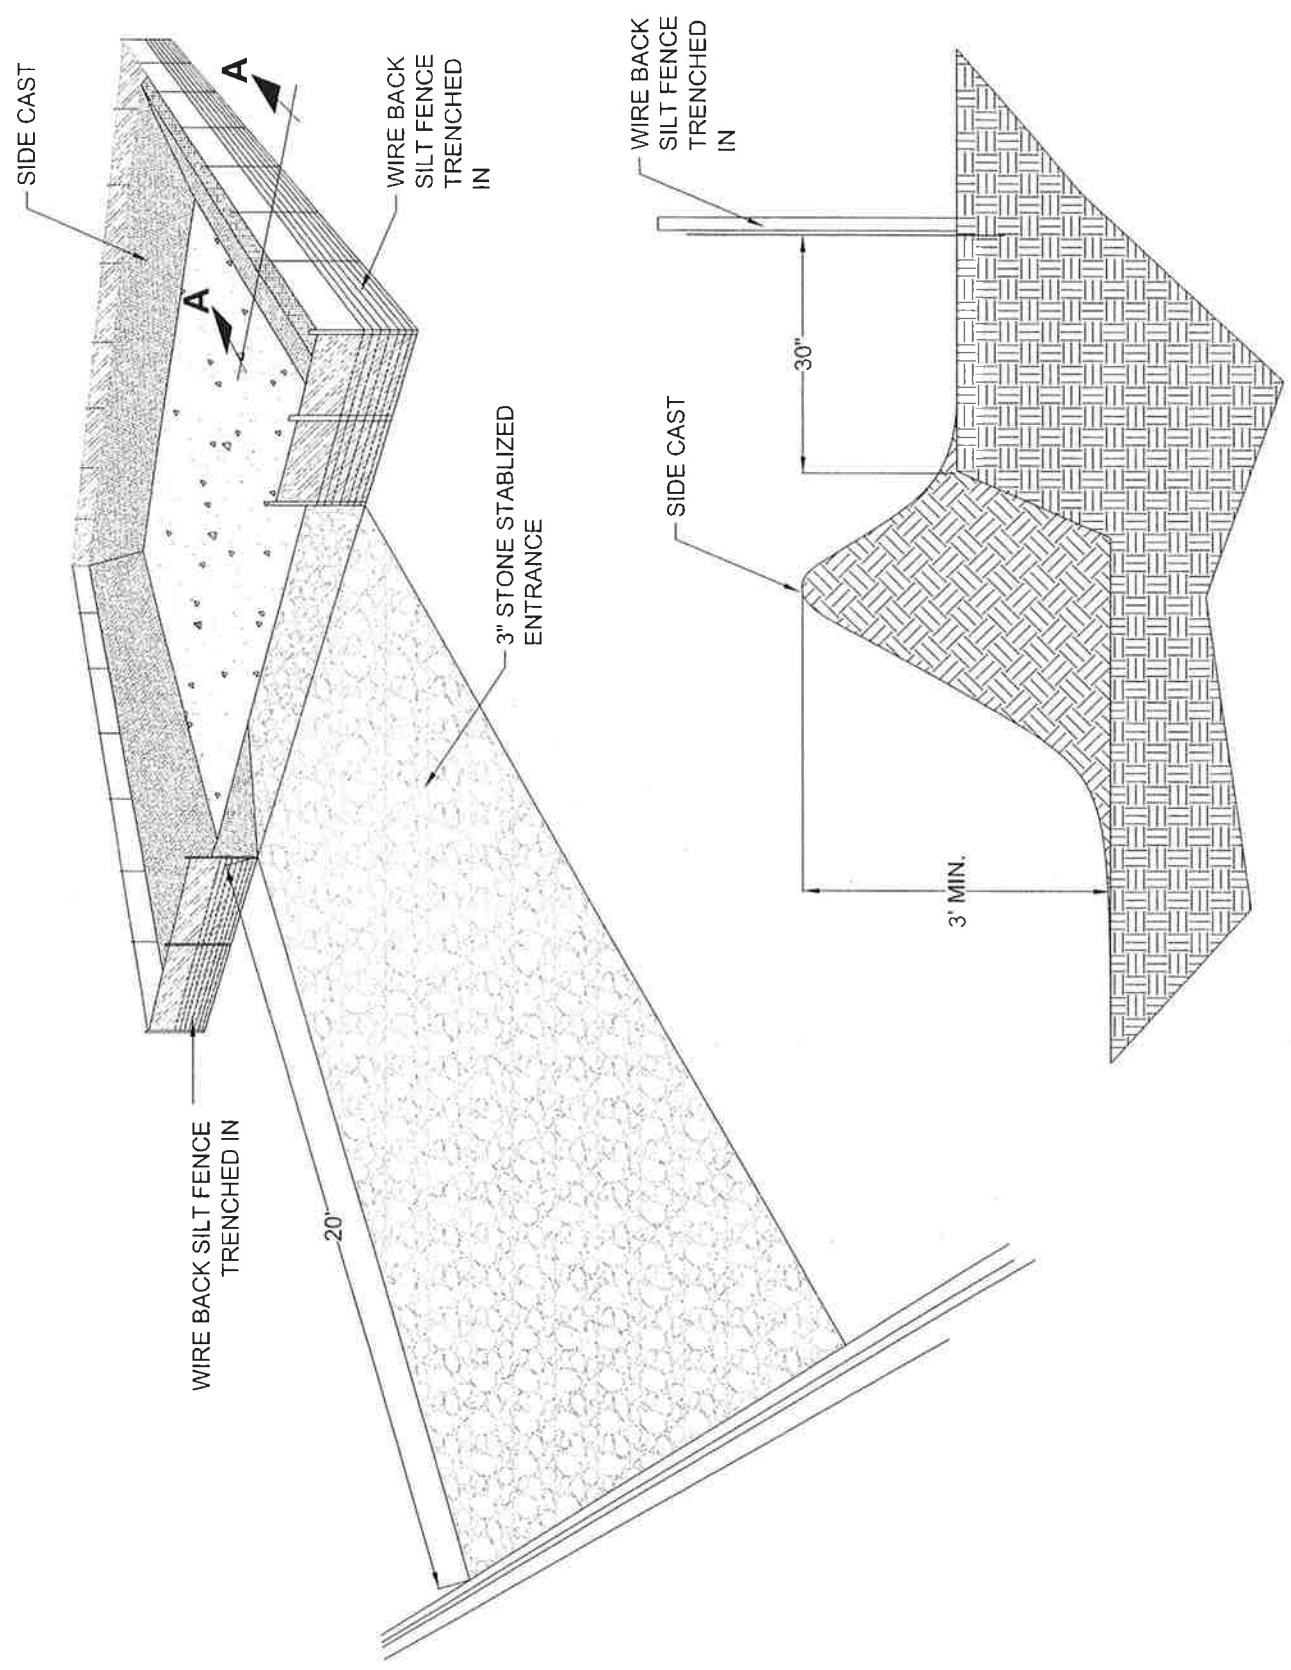 SIDE CAST
A
A
WIRE BACK
SILT FENCE
TRENCHED
IN
3" STONE STABLIZED
ENTRANCE
WIRE BACK SILT FENCE
TRENCHED IN
20'
WIRE BACK
SILT FENCE
TRENCHED
IN
30"
SIDE CAST
3' MIN.